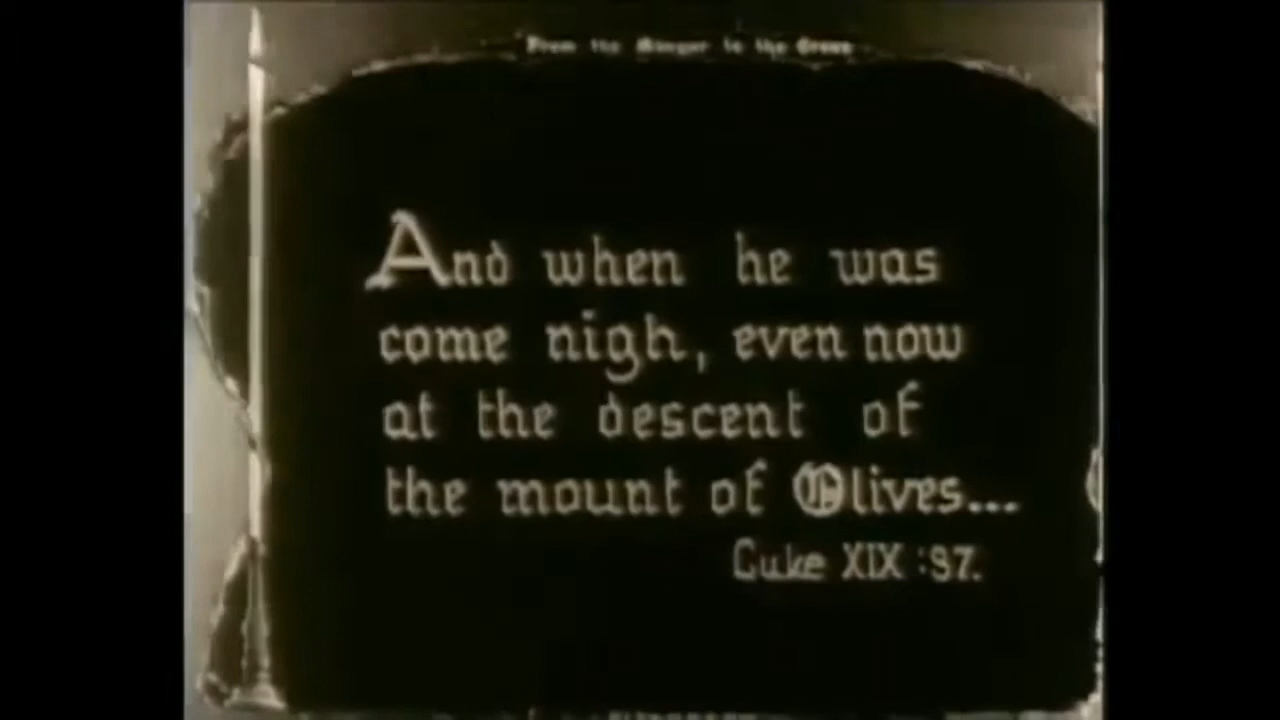 From the Manger to the Cross
And when he was
come nigh, even now
at the descent of
the mount of Olives...
Luke XIX :37.